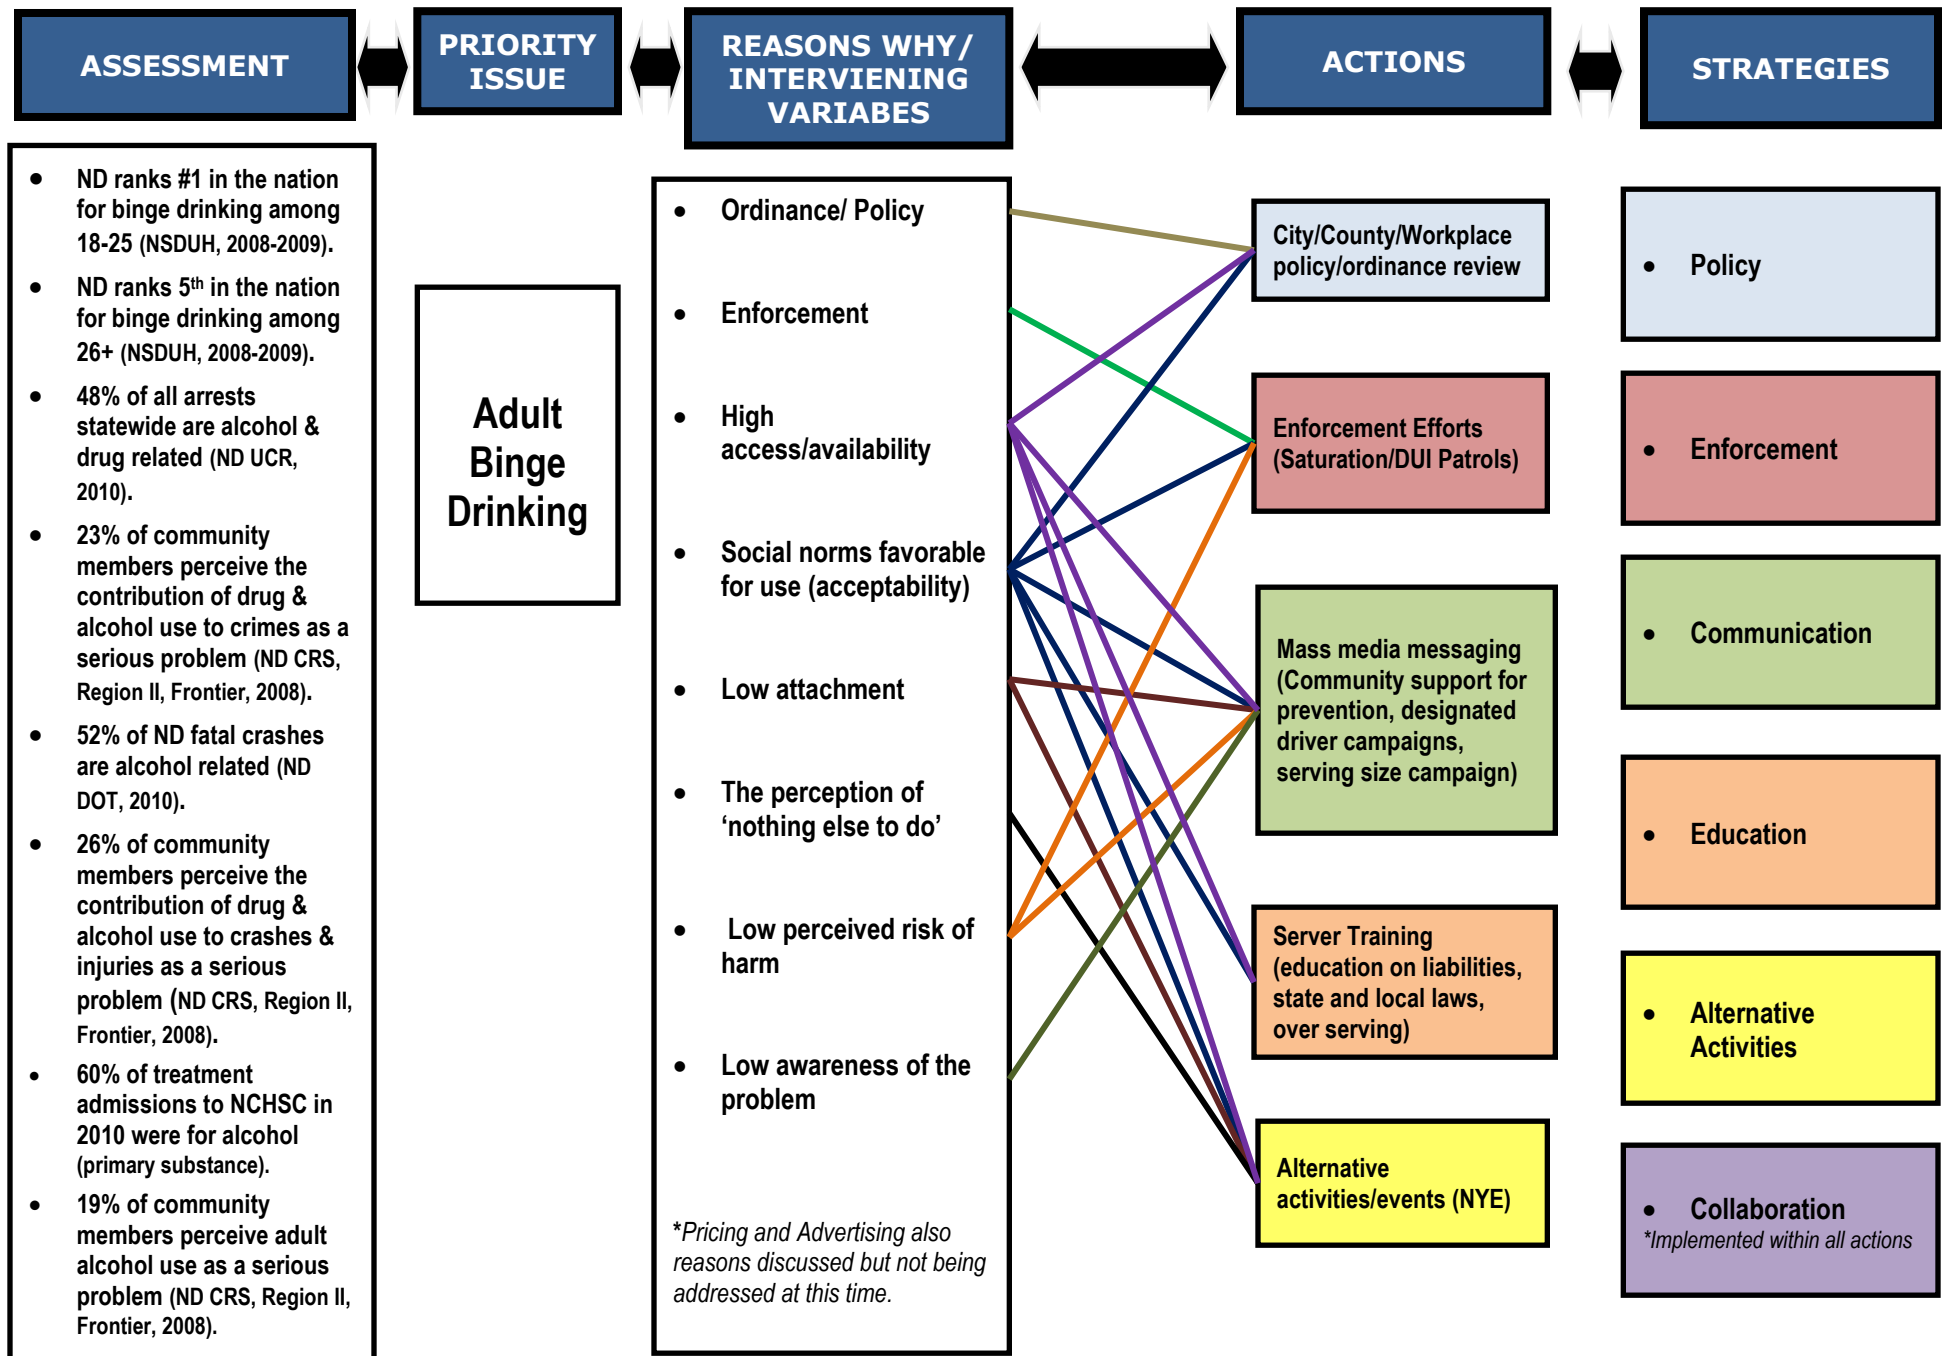 ASSESSMENT
PRIORITY
ISSUE
REASONS WHY/
INTERVIENING
VARIABES
ACTIONS
STRATEGIES
• ND ranks #1 in the nation
for binge drinking among
18-25 (NSDUH, 2008-2009).
• ND ranks 5th in the nation
for binge drinking among
26+ (NSDUH, 2008-2009).
• 48% of all arrests
statewide are alcohol &
drug related (ND UCR,
2010).
• 23% of community
members perceive the
contribution of drug &
alcohol use to crimes as a
serious problem (ND CRS,
Region II, Frontier, 2008).
• 52% of ND fatal crashes
are alcohol related (ND
DOT, 2010).
• 26% of community
members perceive the
contribution of drug &
alcohol use to crashes &
injuries as a serious
problem (ND CRS, Region II,
Frontier, 2008).
• 60% of treatment
admissions to NCHSC in
2010 were for alcohol
(primary substance).
• 19% of community
members perceive adult
alcohol use as a serious
problem (ND CRS, Region II,
Frontier, 2008).
Adult
Binge
Drinking
• Ordinance/ Policy
• Enforcement
• High
access/availability
• Social norms favorable
for use (acceptability)
• Low attachment
• The perception of
‘nothing else to do’
• Low perceived risk of
harm
• Low awareness of the
problem
*Pricing and Advertising also
reasons discussed but not being
addressed at this time.
City/County/Workplace
policy/ordinance review
Enforcement Efforts
(Saturation/DUI Patrols)
Mass media messaging
(Community support for
prevention, designated
driver campaigns,
serving size campaign)
Server Training
(education on liabilities,
state and local laws,
over serving)
Alternative
activities/events (NYE)
• Policy
• Enforcement
• Communication
• Education
• Alternative
Activities
• Collaboration
*Implemented within all actions